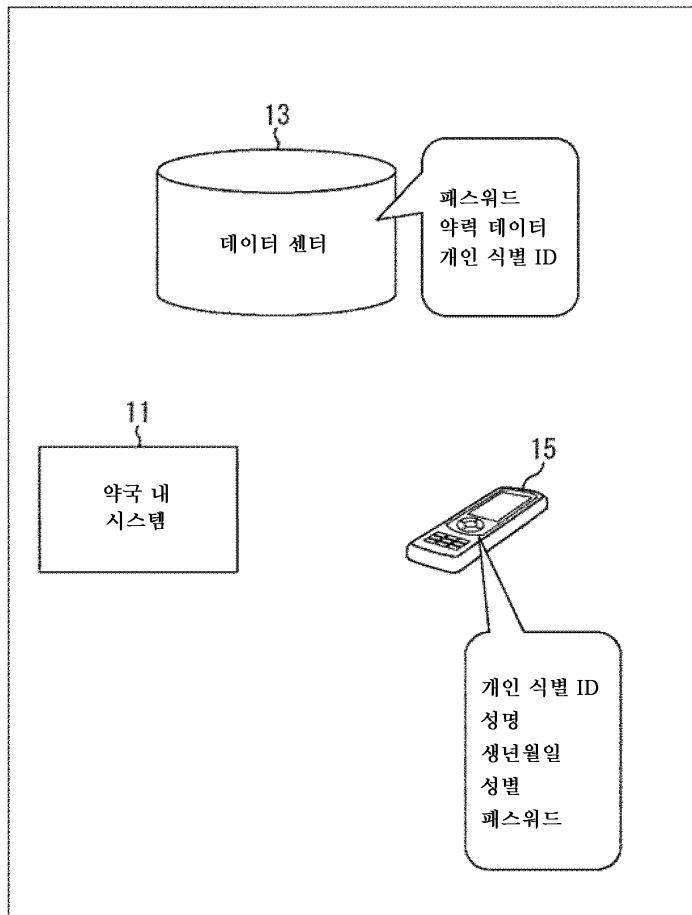 13
데이터 센터
패스워드
약력 데이터
개인 식별 ID
11
약국 내
시스템
15
개인 식별 ID
성명
생년월일
성별
패스워드